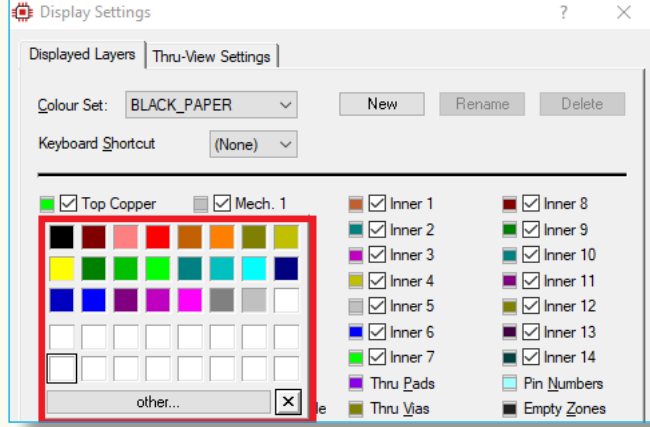 Display Settings ? ×
Displayed Layers Thru-View Settings
Colour Set: BLACK_PAPER New Rename Delete
Keyboard Shortcut (None)
Top Copper Mech. 1 Inner 1 Inner 8
Inner 2 Inner 9
Inner 3 Inner 10
Inner 4 Inner 11
Inner 5 Inner 12
Inner 6 Inner 13
Inner 7 Inner 14
Thru Pads Pin Numbers
other... × Thru Vias Empty Zones